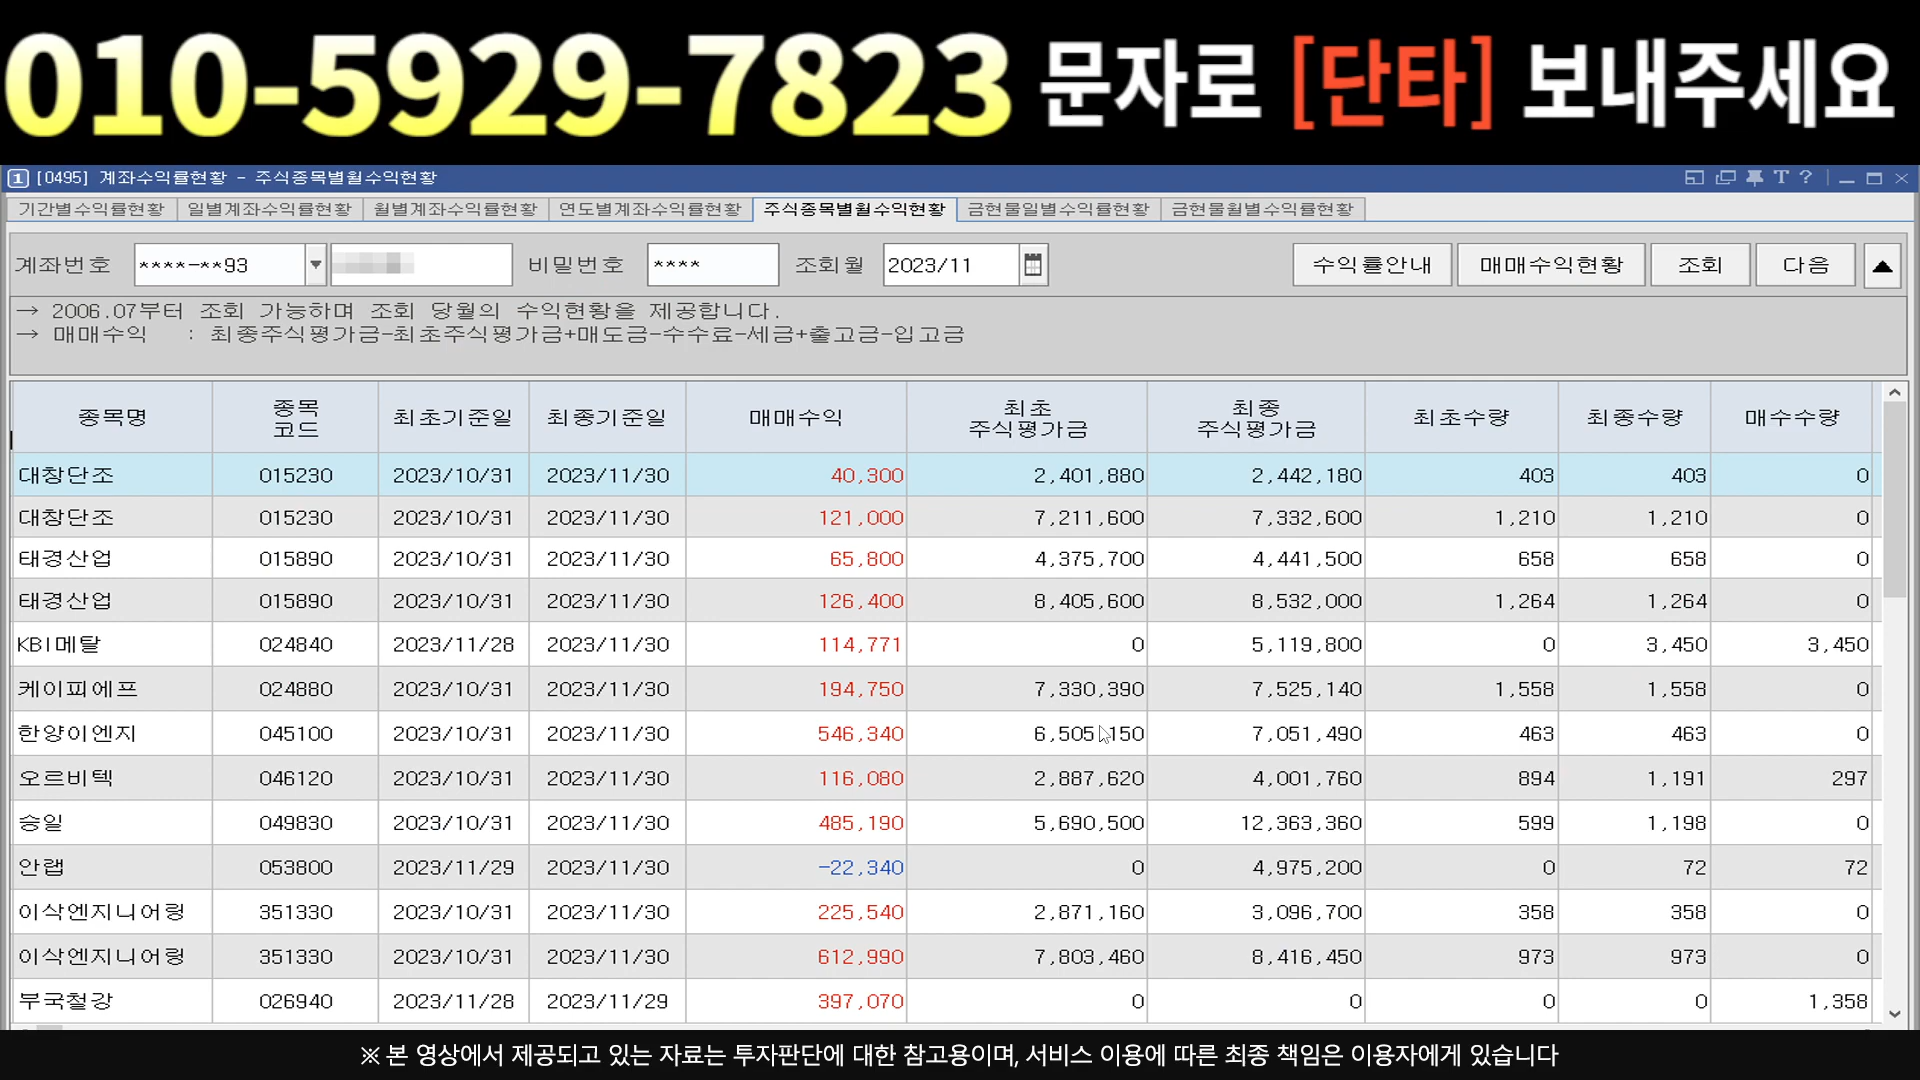 010-5929-7823 문자로 [단타] 보내주세요
1 [0495] 계좌수익률현황 - 주식종목별월수익현황
기간별수익률현황 일별계좌수익률현황 월별계좌수익률현황 연도별계좌수익률현황 주식종목별월수익현황 금현물일별수익률현황 금현물월별수익률현황
계좌번호 ****-**93 비밀번호 **** 조회월 2023/11 수익률안내 매매수익현황 조회 다음 ▲
→ 2006.07부터 조회 가능하며 조회 당월의 수익현황을 제공합니다.
→ 매매수익 : 최종주식평가금-최초주식평가금+매도금-수수료-세금+출고금-입고금
종목명 종목코드 최초기준일 최종기준일 매매수익 최초주식평가금 최종주식평가금 최초수량 최종수량 매수수량
대창단조 015230 2023/10/31 2023/11/30 40,300 2,401,880 2,442,180 403 403 0
대창단조 015230 2023/10/31 2023/11/30 121,000 7,211,600 7,332,600 1,210 1,210 0
태경산업 015890 2023/10/31 2023/11/30 65,800 4,375,700 4,441,500 658 658 0
태경산업 015890 2023/10/31 2023/11/30 126,400 8,405,600 8,532,000 1,264 1,264 0
KBI메탈 024840 2023/11/28 2023/11/30 114,771 0 5,119,800 0 3,450 3,450
케이피에프 024880 2023/10/31 2023/11/30 194,750 7,330,390 7,525,140 1,558 1,558 0
한양이엔지 045100 2023/10/31 2023/11/30 546,340 6,505,150 7,051,490 463 463 0
오르비텍 046120 2023/10/31 2023/11/30 116,080 2,887,620 4,001,760 894 1,191 297
승일 049830 2023/10/31 2023/11/30 485,190 5,690,500 12,363,360 599 1,198 0
안랩 053800 2023/11/29 2023/11/30 -22,340 0 4,975,200 0 72 72
이삭엔지니어링 351330 2023/10/31 2023/11/30 225,540 2,871,160 3,096,700 358 358 0
이삭엔지니어링 351330 2023/10/31 2023/11/30 612,990 7,803,460 8,416,450 973 973 0
부국철강 026940 2023/11/28 2023/11/29 397,070 0 0 0 0 1,358
※ 본 영상에서 제공되고 있는 자료는 투자판단에 대한 참고용이며, 서비스 이용에 따른 최종 책임은 이용자에게 있습니다